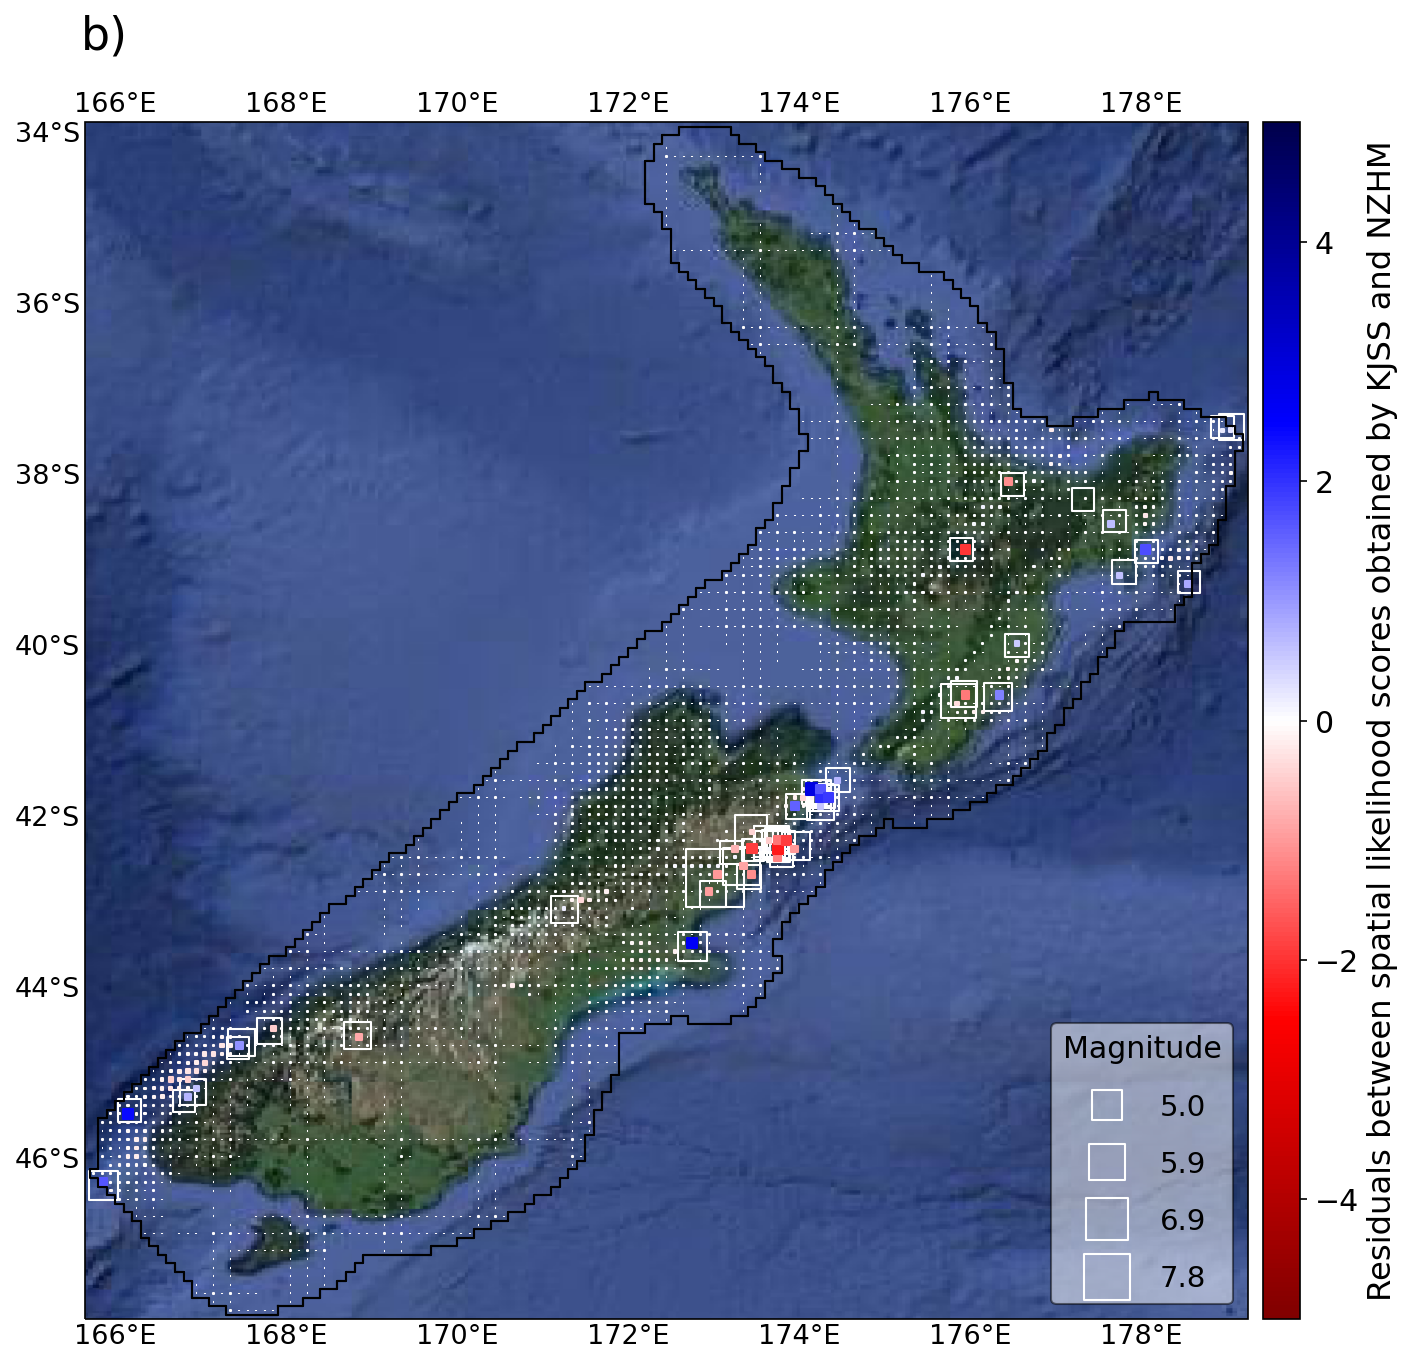 b)
166°E 168°E 170°E 172°E 174°E 176°E 178°E
34°S
36°S
38°S
40°S
42°S
44°S
46°S
166°E 168°E 170°E 172°E 174°E 176°E 178°E
Magnitude
5.0
5.9
6.9
7.8
4
2
0
−2
−4
Residuals between spatial likelihood scores obtained by KJSS and NZHM